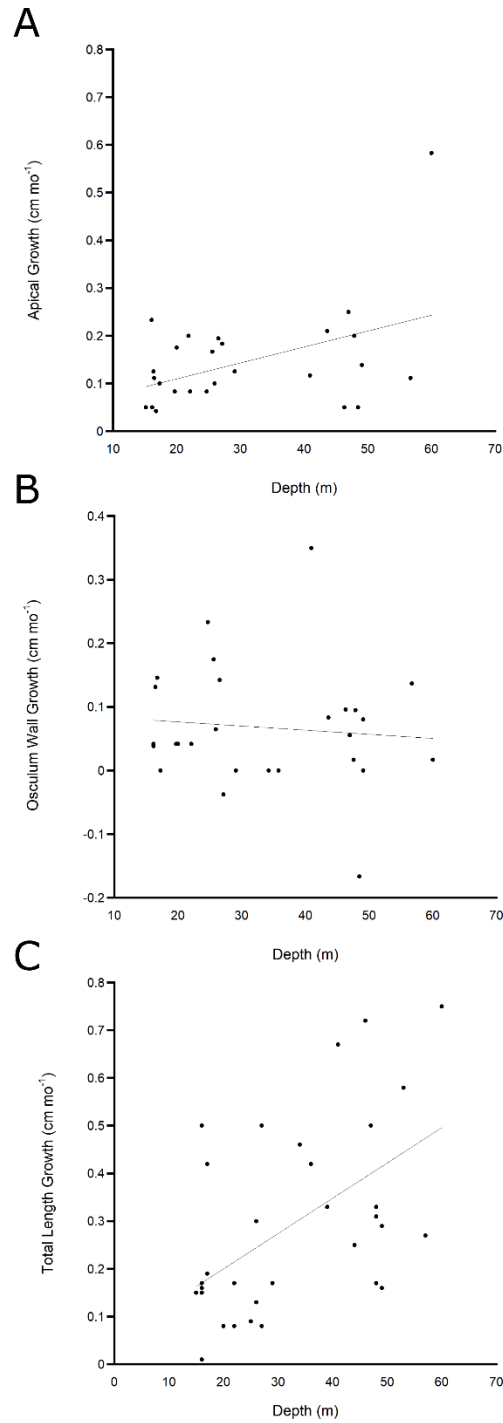 A
0.8
0.7
0.6
0.5
0.4
0.3
0.2
0.1
0
Apical Growth (cm mo⁻¹)
10 20 30 40 50 60 70
Depth (m)
B
0.4
0.3
0.2
0.1
0
-0.1
-0.2
Osculum Wall Growth (cm mo⁻¹)
10 20 30 40 50 60 70
Depth (m)
C
0.8
0.7
0.6
0.5
0.4
0.3
0.2
0.1
0
Total Length Growth (cm mo⁻¹)
0 10 20 30 40 50 60 70
Depth (m)